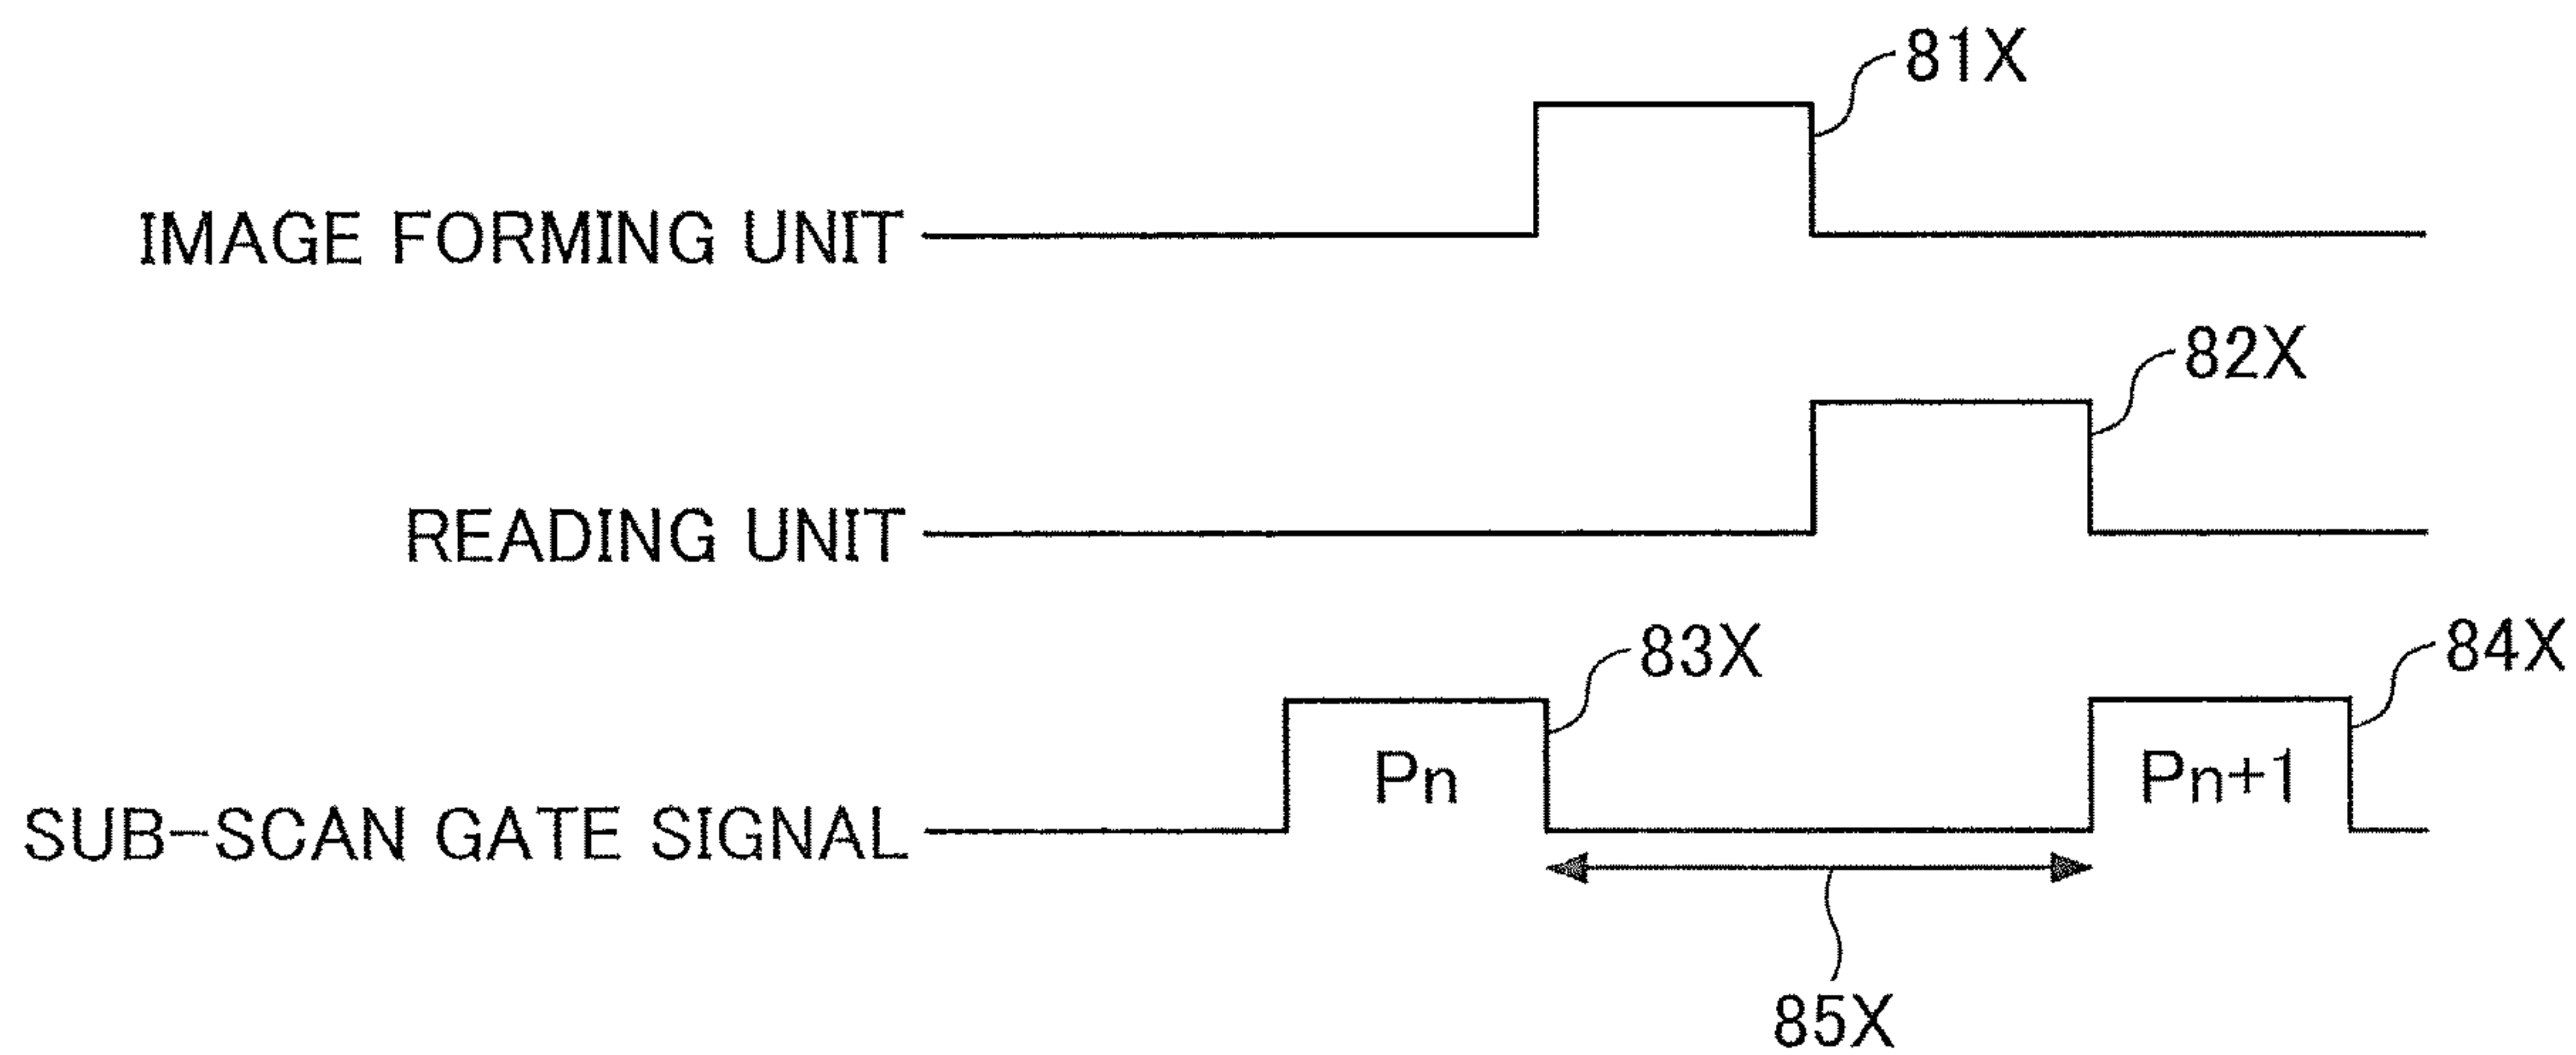 81X
IMAGE FORMING UNIT
82X
READING UNIT
83X
84X
Pn
Pn+1
SUB-SCAN GATE SIGNAL
85X